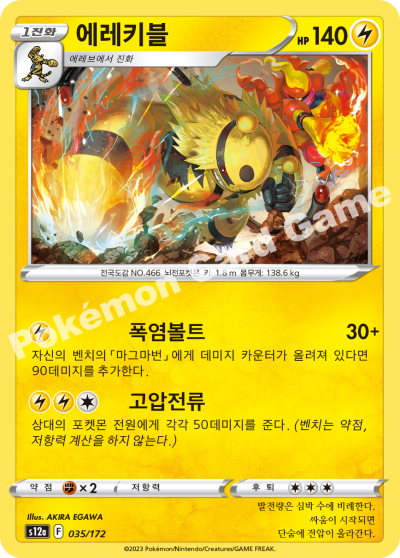 1진화
에레키블
HP 140
에레브에서 진화
전국도감 NO.466 뇌전포켓몬 키: 1.8 m 몸무게: 138.6 kg
폭염볼트 30+
자신의 벤치의 「마그마번」에게 데미지 카운터가 올려져 있다면
90데미지를 추가한다.
고압전류
상대의 포켓몬 전원에게 각각 50데미지를 준다. (벤치는 약점,
저항력 계산을 하지 않는다.)
약점 ×2 저항력 후퇴
Illus. AKIRA EGAWA
s12a F 035/172
발전량은 심박 수에 비례한다.
싸움이 시작되면
단숨에 전압이 올라간다.
©2023 Pokémon/Nintendo/Creatures/GAME FREAK.
Pokémon Card Game